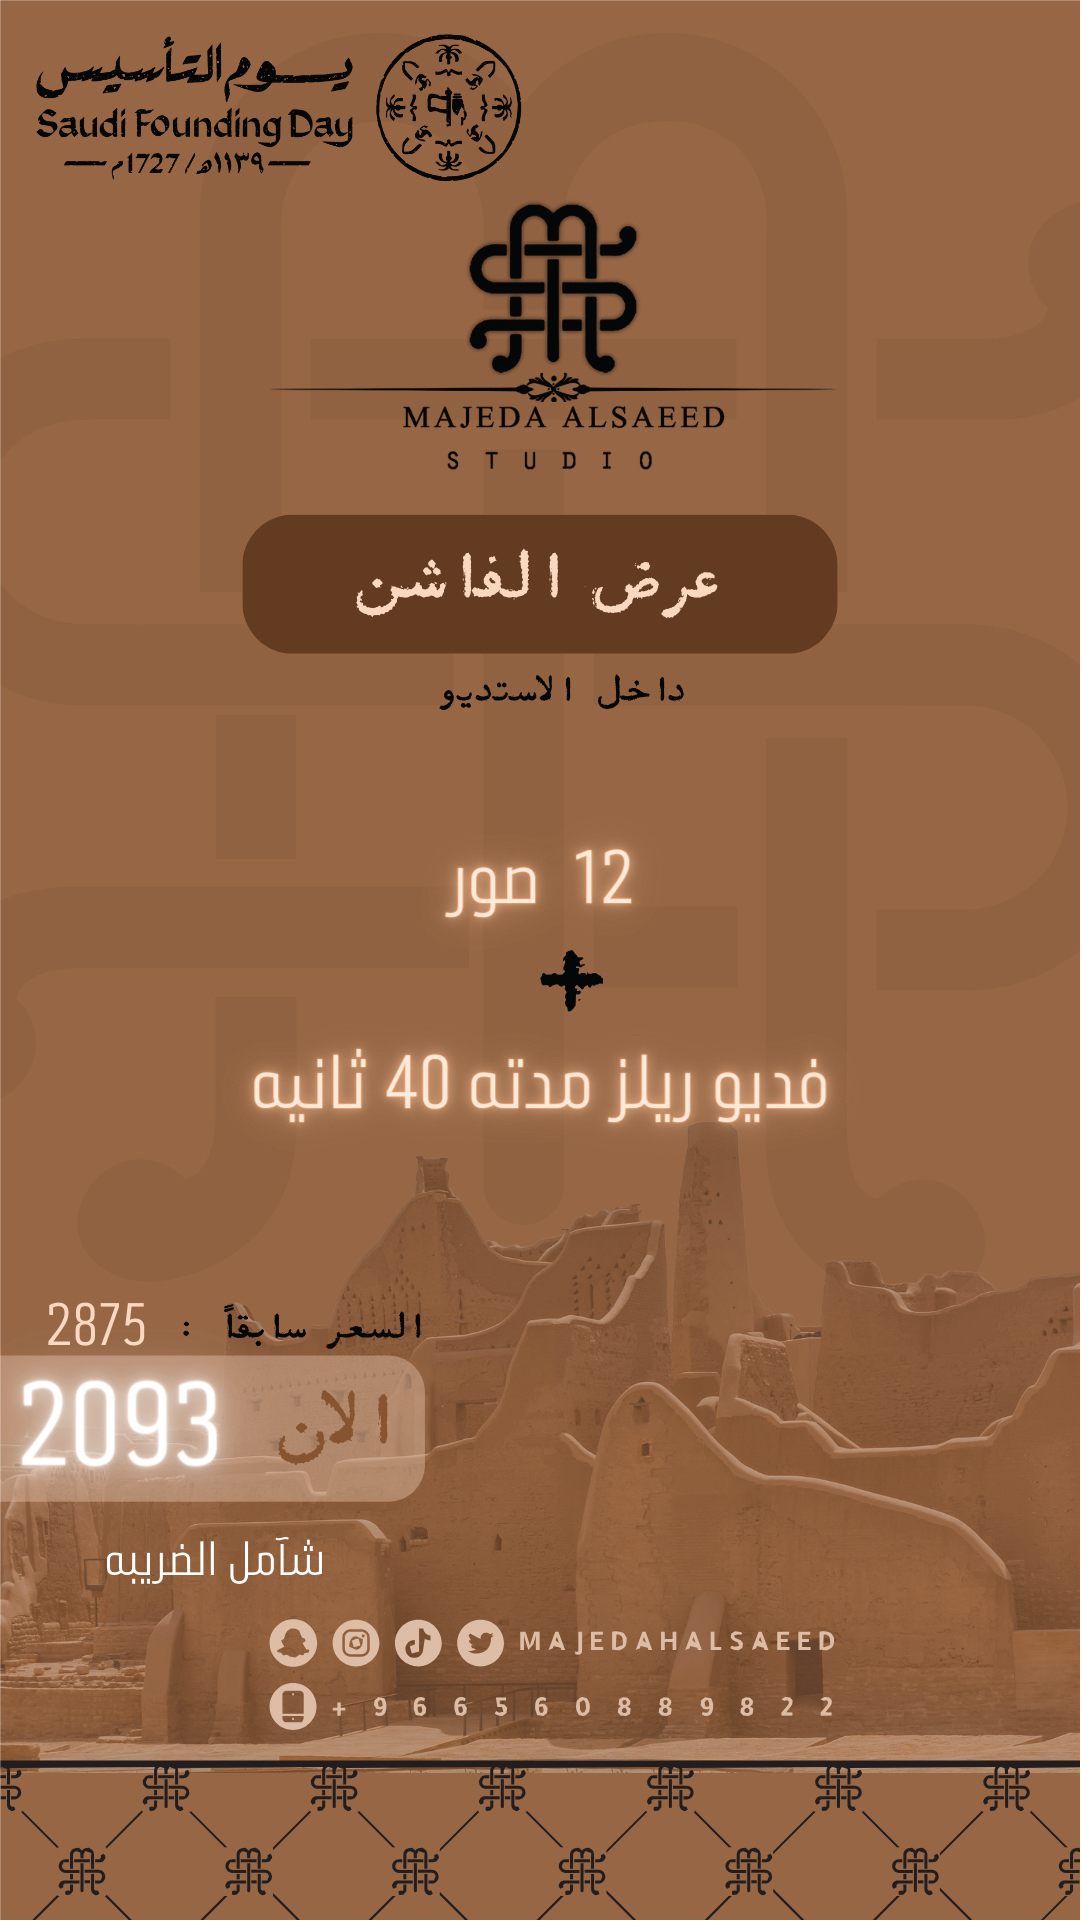 يوم التأسيس
Saudi Founding Day
١١٣٩هـ / 1727م
MAJEDA ALSAEED
STUDIO
عرض الفاشن
داخل الاستديو
12 صور
+
فديو ريلز مدته 40 ثانيه
السعر سابقاً : 2875
الان 2093
شآمل الضريبه
MAJEDAHALSAEED
+966560889822